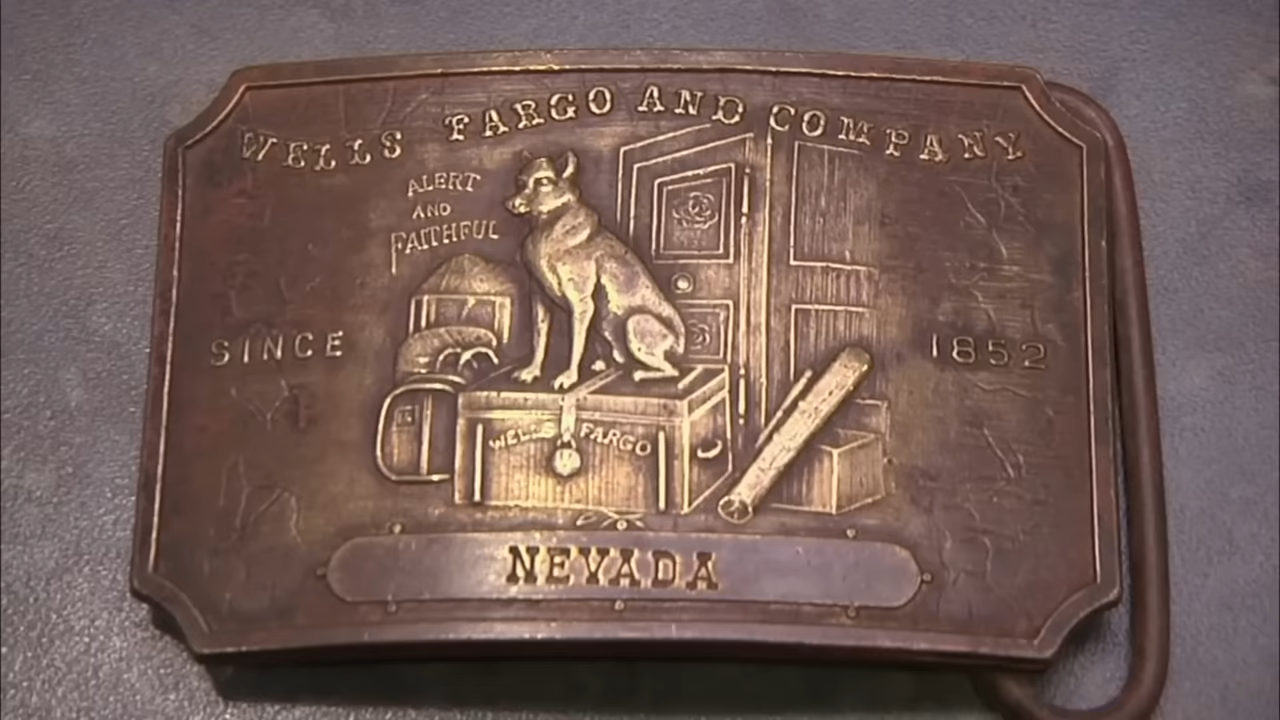 WELLS FARGO AND COMPANY
ALERT
AND
FAITHFUL
SINCE 1852
WELLS FARGO
NEVADA